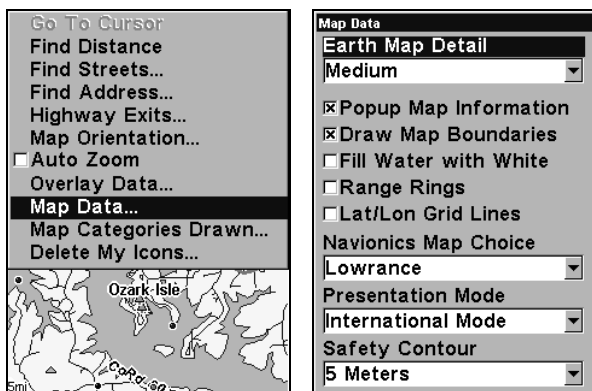 Go To Cursor
Find Distance
Find Streets...
Find Address...
Highway Exits...
Map Orientation...
Auto Zoom
Overlay Data...
Map Data...
Map Categories Drawn...
Delete My Icons...
Ozark-Isle
5mi
Map Data
Earth Map Detail
Medium
Popup Map Information
Draw Map Boundaries
Fill Water with White
Range Rings
Lat/Lon Grid Lines
Navionics Map Choice
Lowrance
Presentation Mode
International Mode
Safety Contour
5 Meters